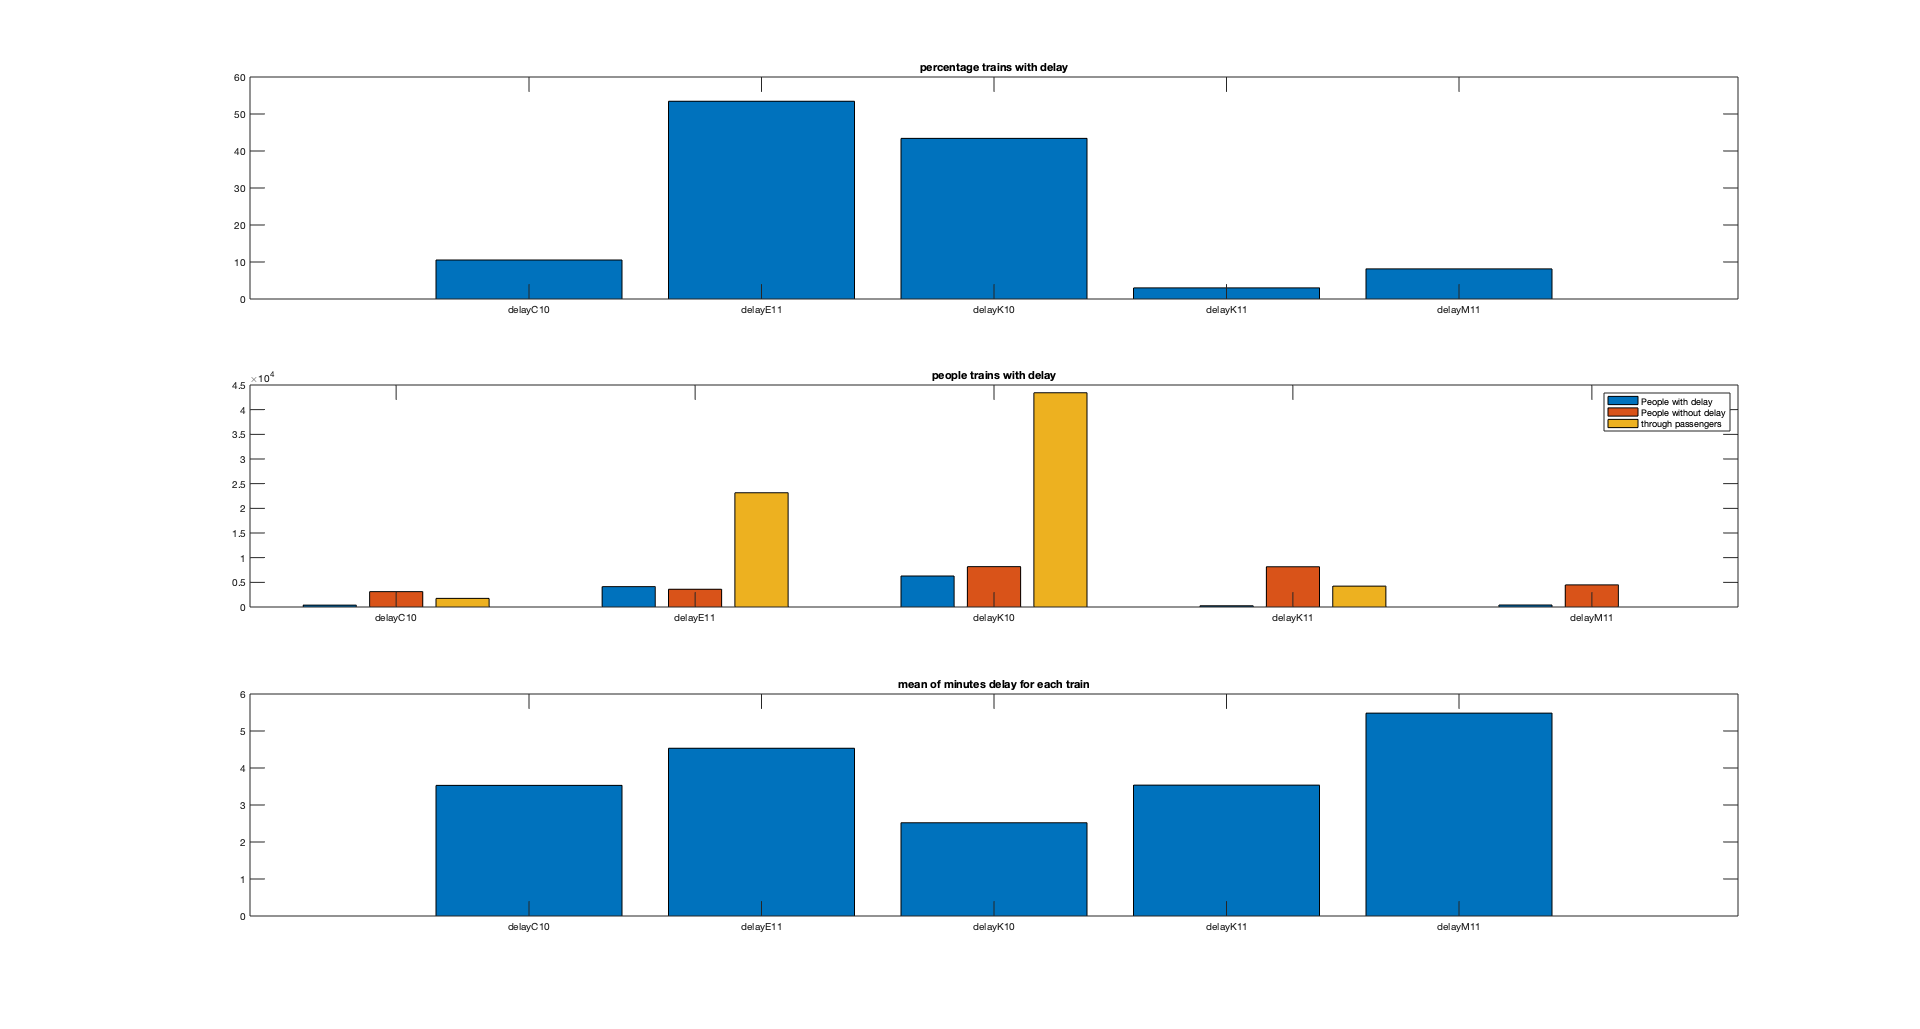 percentage trains with delay
60
50
40
30
20
10
0
delayC10 delayE11 delayK10 delayK11 delayM11
people trains with delay
×10^4
4.5
4
3.5
3
2.5
2
1.5
1
0.5
0
People with delay
People without delay
through passengers
delayC10 delayE11 delayK10 delayK11 delayM11
mean of minutes delay for each train
6
5
4
3
2
1
0
delayC10 delayE11 delayK10 delayK11 delayM11